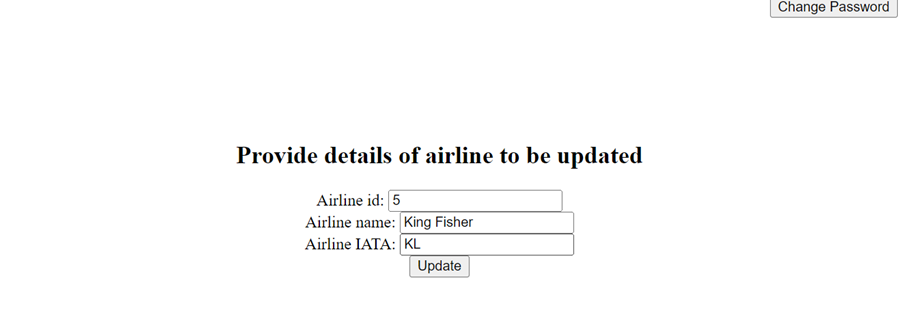 Change Password
Provide details of airline to be updated
Airline id: 5
Airline name: King Fisher
Airline IATA: KL
Update